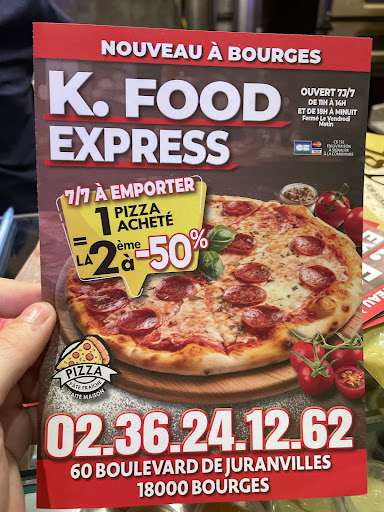 NOUVEAU À BOURGES
K. FOOD
EXPRESS
OUVERT 7J/7
DE 11H À 14H
ET DE 18H À MINUIT
Fermé Le Vendredi
Matin
7/7 À EMPORTER
1 PIZZA
ACHETÉ
= LA 2ème à -50%
PIZZA
PÂTE FRAÎCHE
FAITE MAISON
02.36.24.12.62
60 BOULEVARD DE JURANVILLES
18000 BOURGES